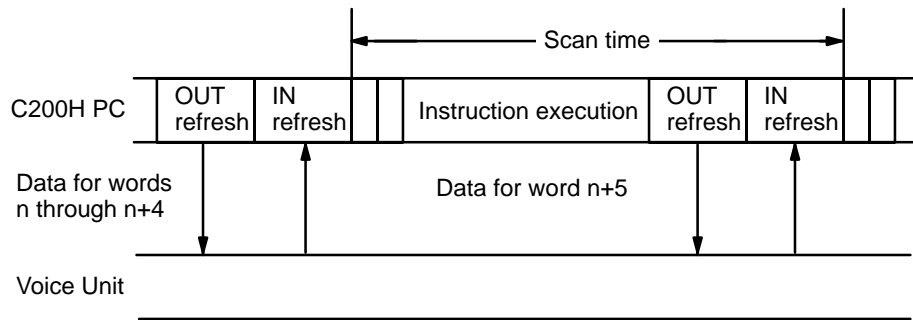 Scan time
C200H PC
OUT
refresh
IN
refresh
Instruction execution
OUT
refresh
IN
refresh
Data for words
n through n+4
Data for word n+5
Voice Unit